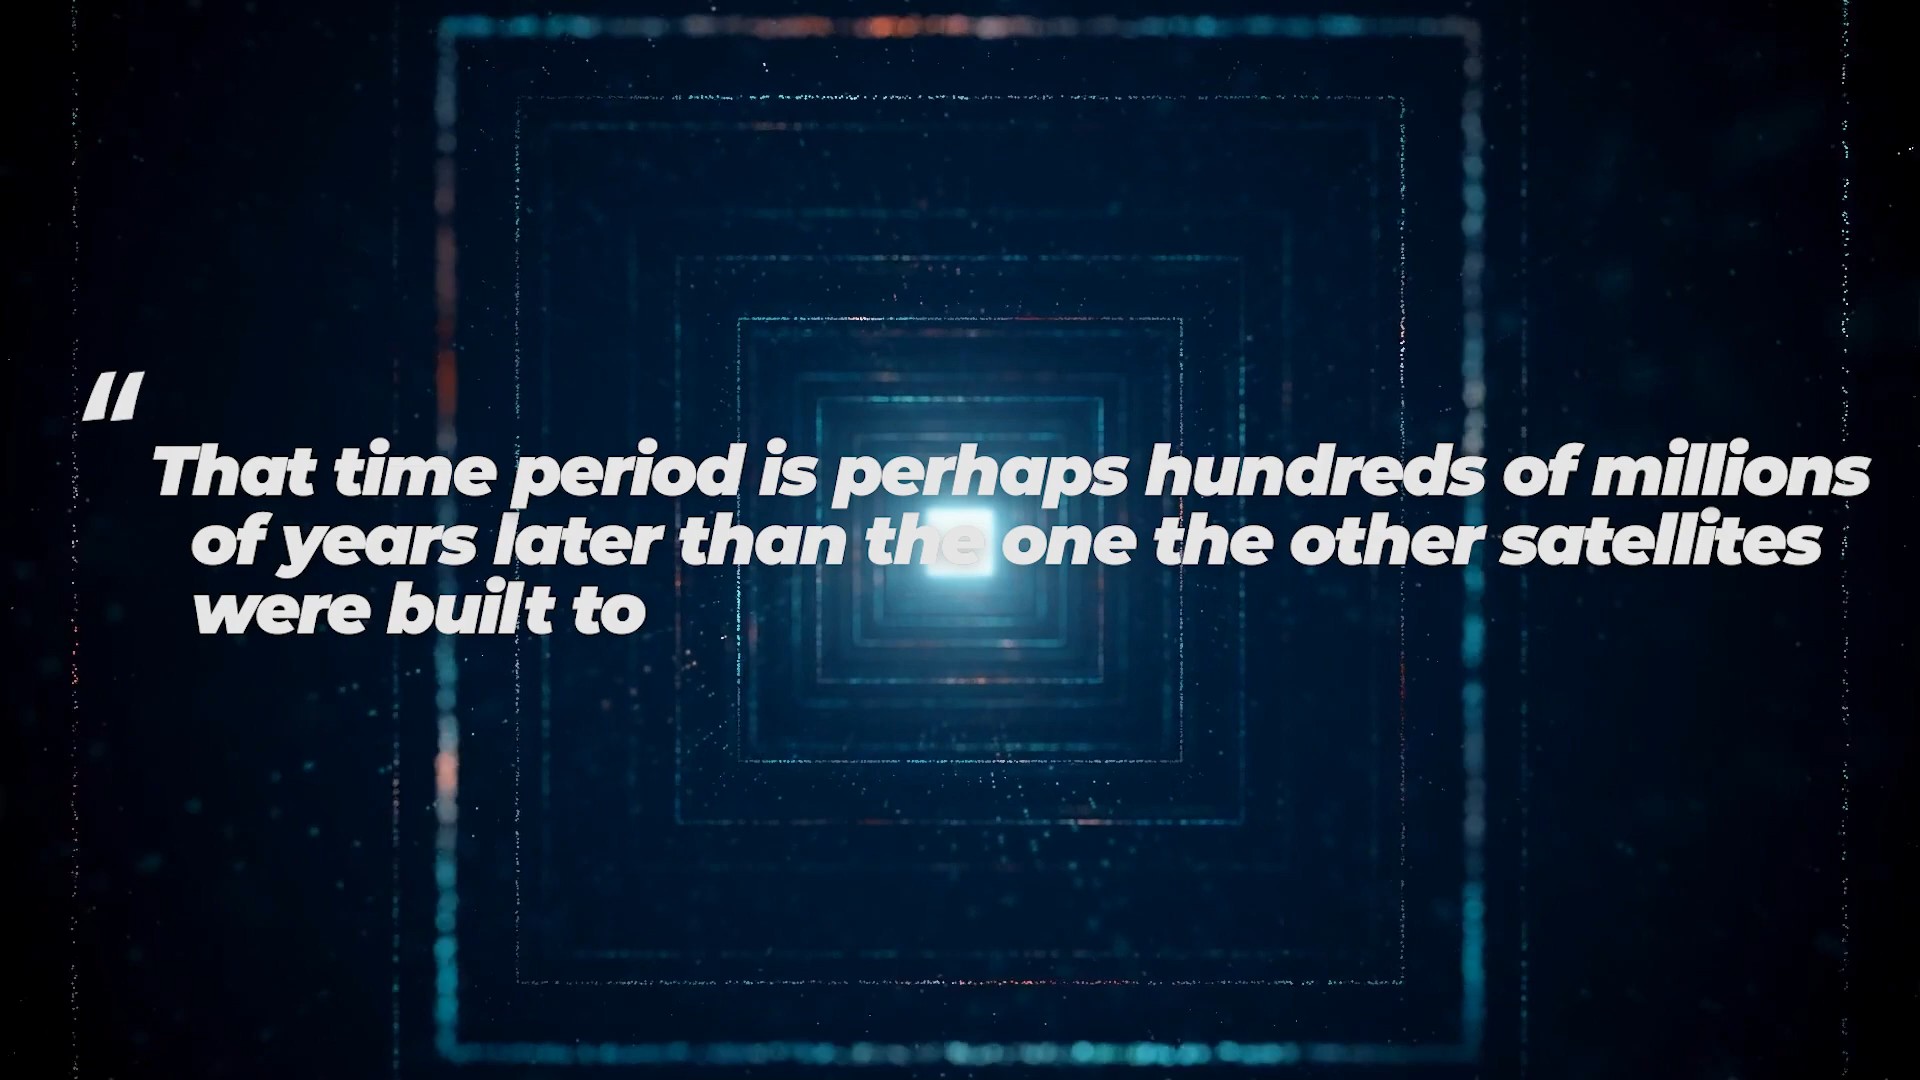 “
That time period is perhaps hundreds of millions
of years later than the one the other satellites
were built to